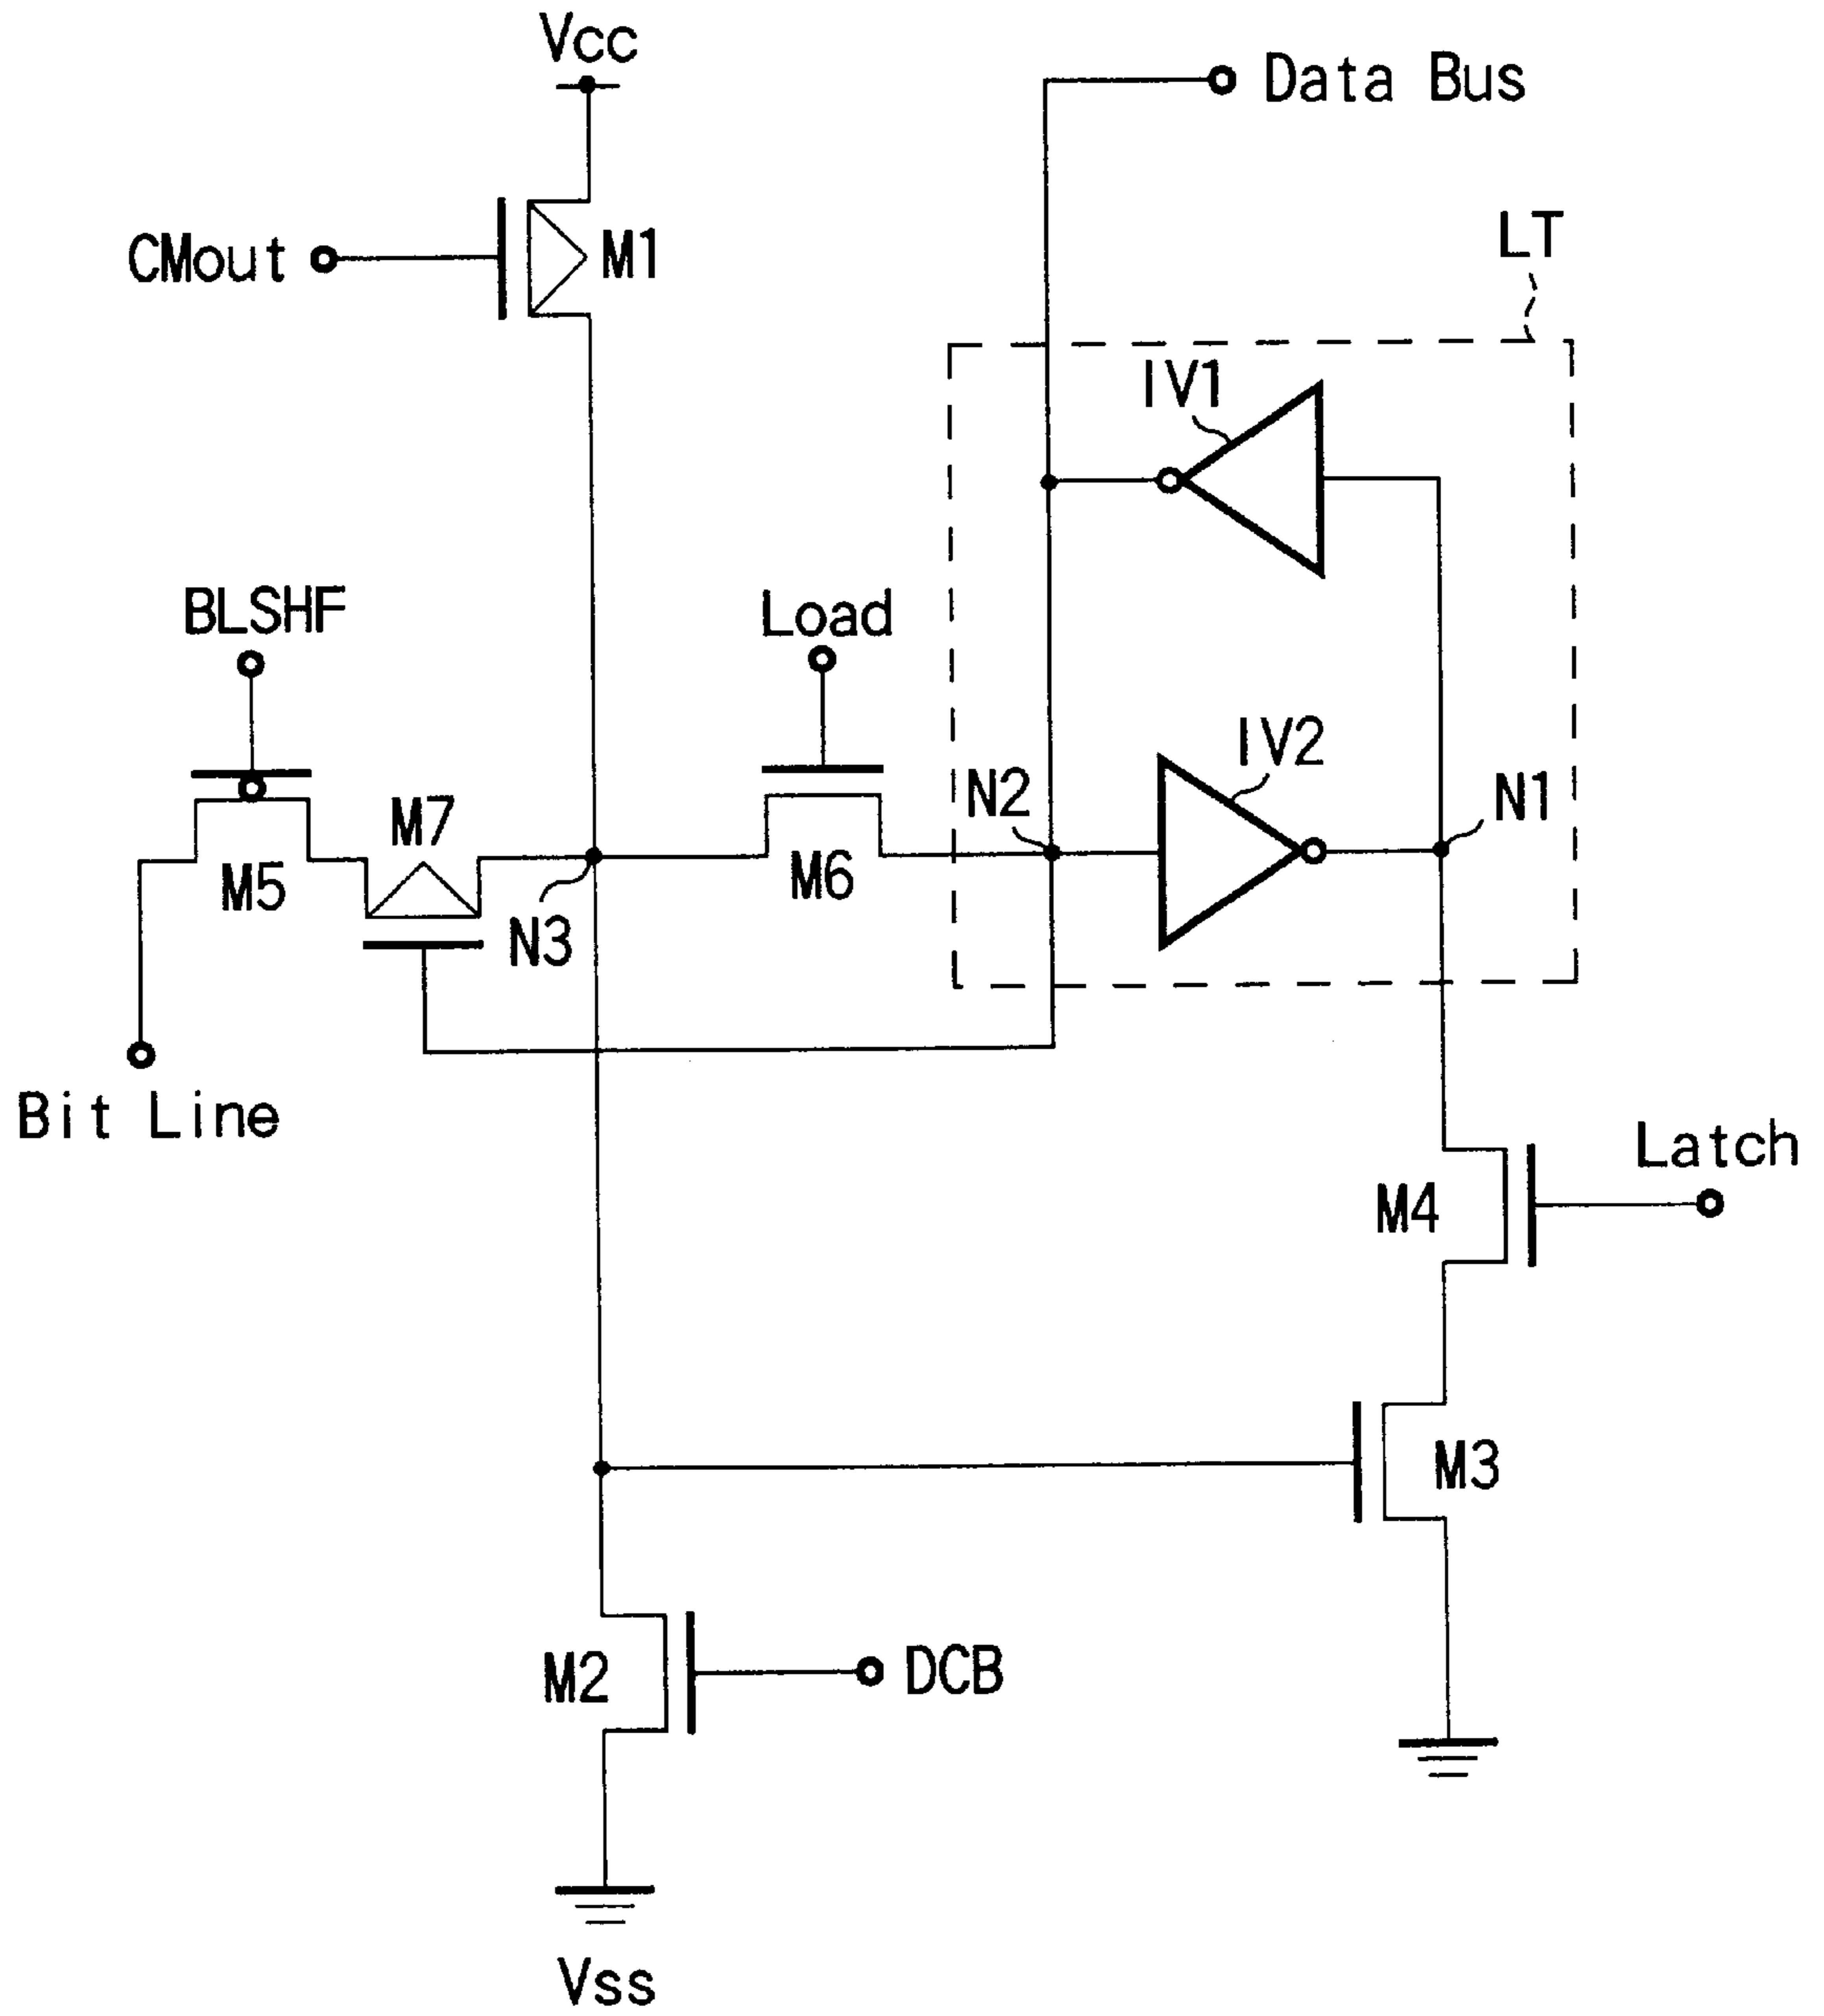 Vcc
Data Bus
CMout
M1
LT
IV1
BLSHF
Load
IV2
N2
N1
M7
M5
M6
N3
Bit Line
Latch
M4
M3
M2
DCB
Vss